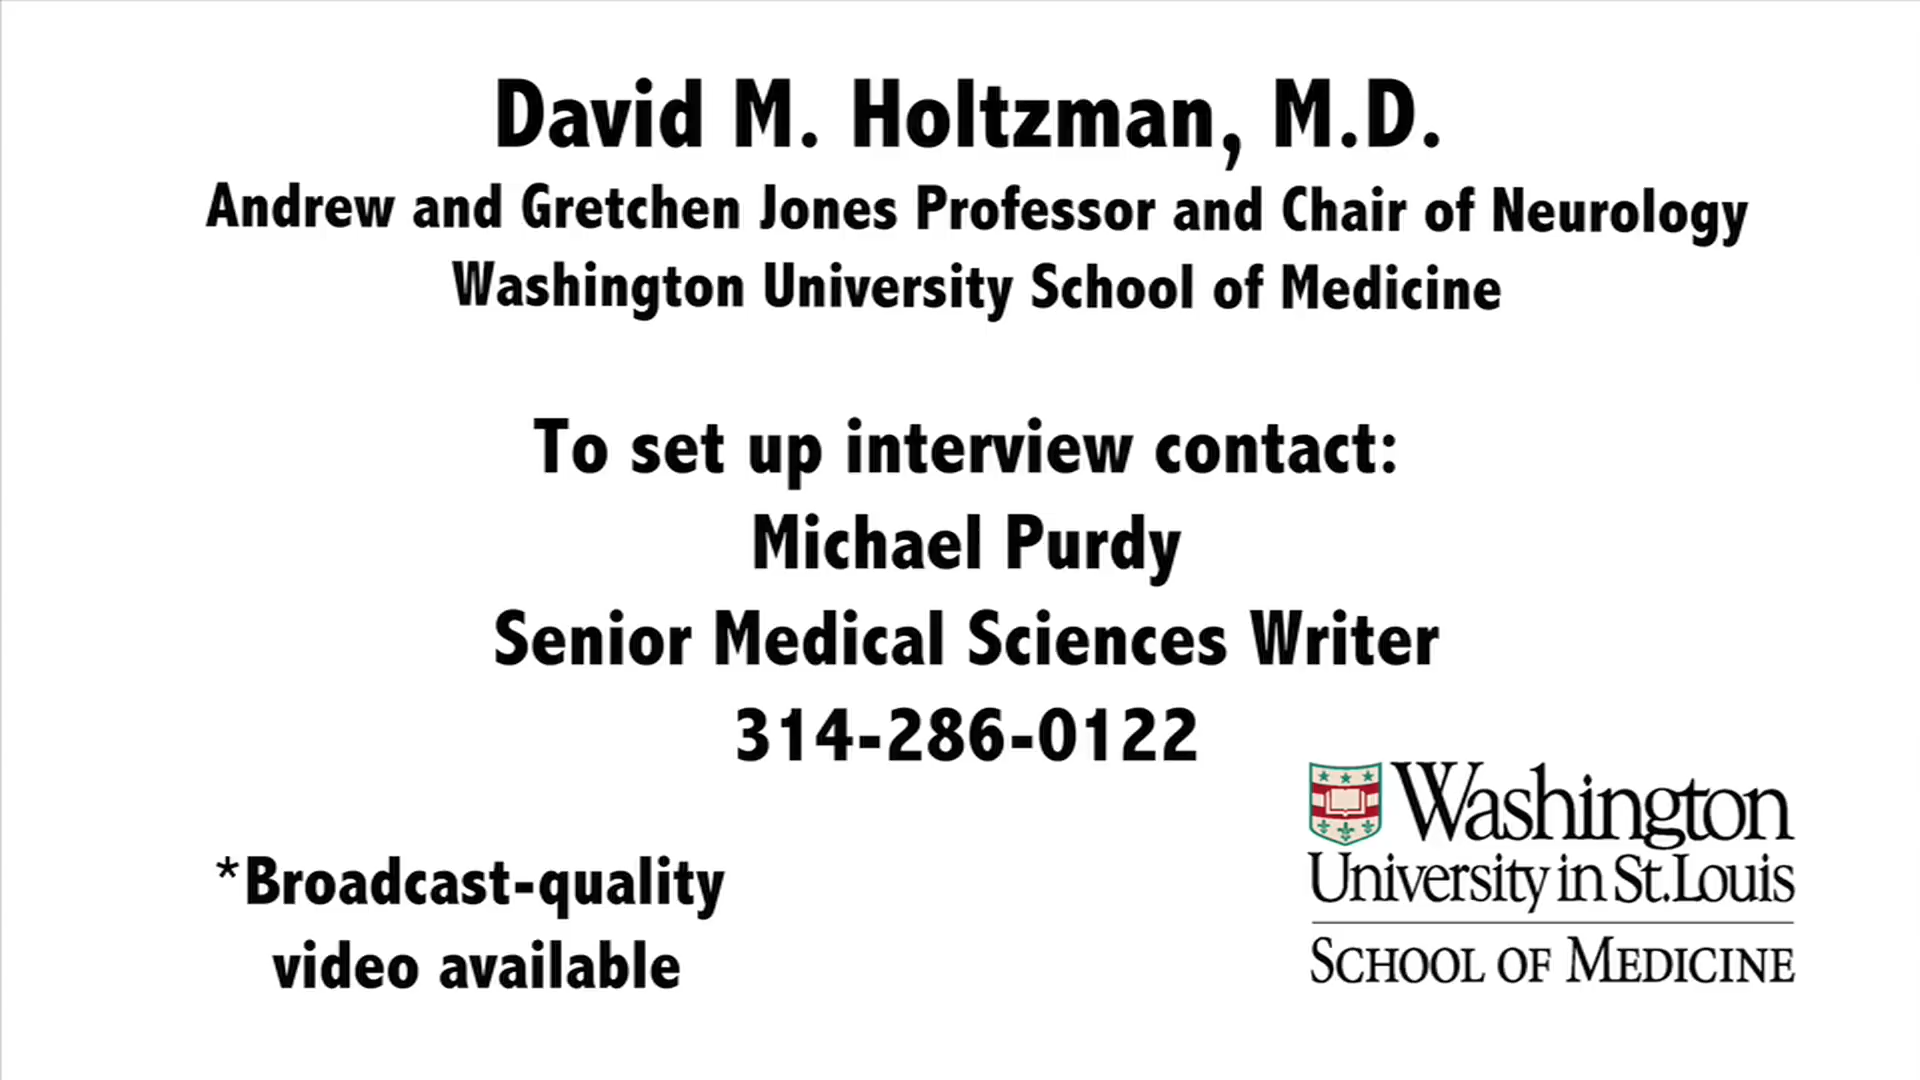 David M. Holtzman, M.D.
Andrew and Gretchen Jones Professor and Chair of Neurology
Washington University School of Medicine
To set up interview contact:
Michael Purdy
Senior Medical Sciences Writer
314-286-0122
*Broadcast-quality
video available
Washington
University in St. Louis
SCHOOL OF MEDICINE